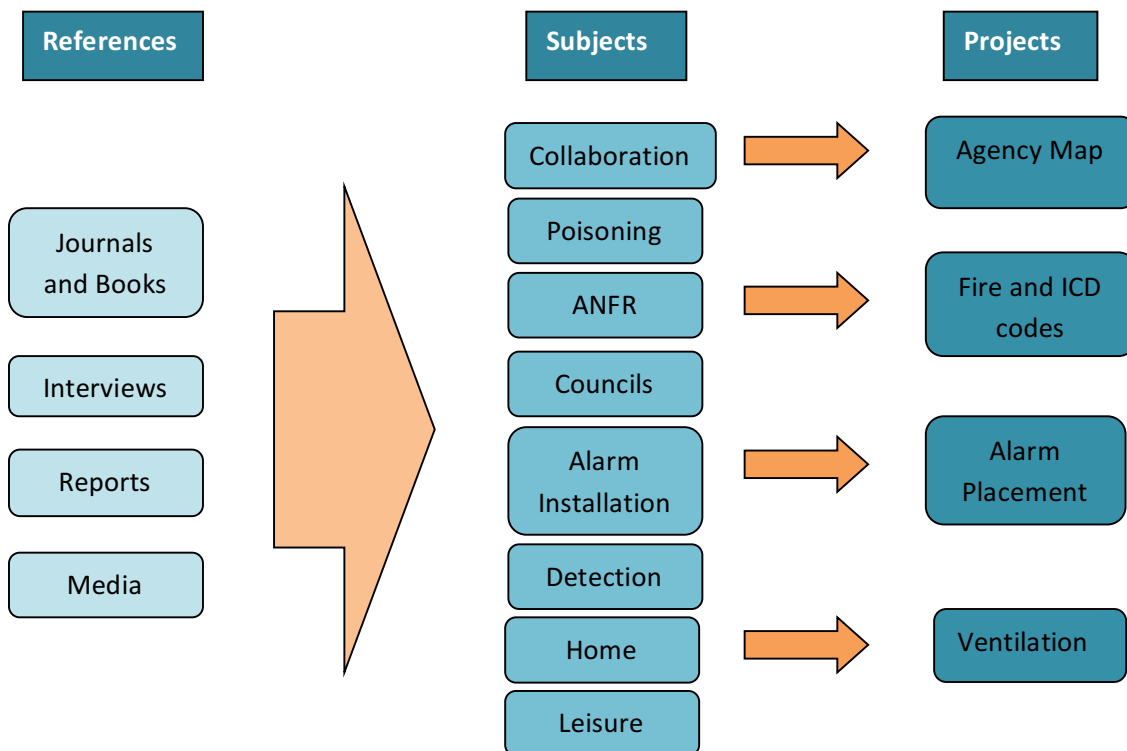 References
Subjects
Projects
Journals
and Books
Interviews
Reports
Media
Collaboration
Poisoning
ANFR
Councils
Alarm
Installation
Detection
Home
Leisure
Agency Map
Fire and ICD
codes
Alarm
Placement
Ventilation